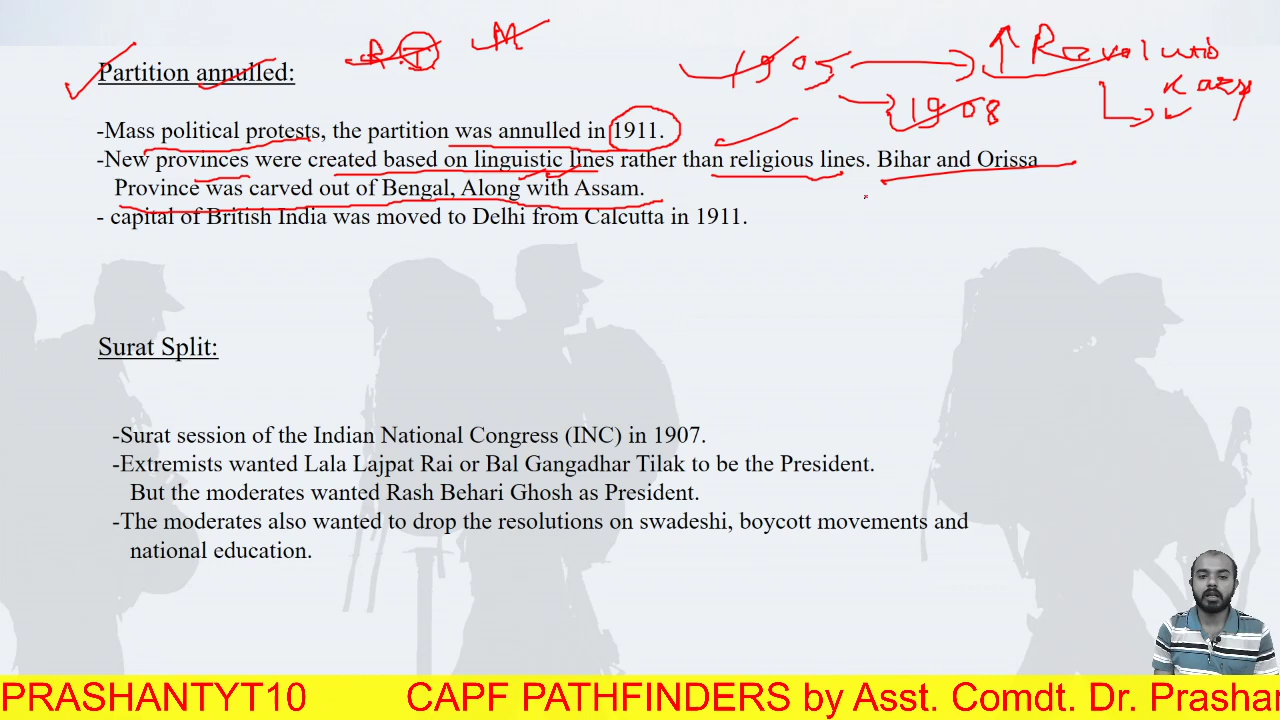 R.T M
1905 → ↑ Revolutio
1908
Partition annulled:
-Mass political protests, the partition was annulled in 1911.
-New provinces were created based on linguistic lines rather than religious lines. Bihar and Orissa
Province was carved out of Bengal, Along with Assam.
- capital of British India was moved to Delhi from Calcutta in 1911.
Surat Split:
-Surat session of the Indian National Congress (INC) in 1907.
-Extremists wanted Lala Lajpat Rai or Bal Gangadhar Tilak to be the President.
But the moderates wanted Rash Behari Ghosh as President.
-The moderates also wanted to drop the resolutions on swadeshi, boycott movements and
national education.
PRASHANTYT10 CAPF PATHFINDERS by Asst. Comdt. Dr. Prashan